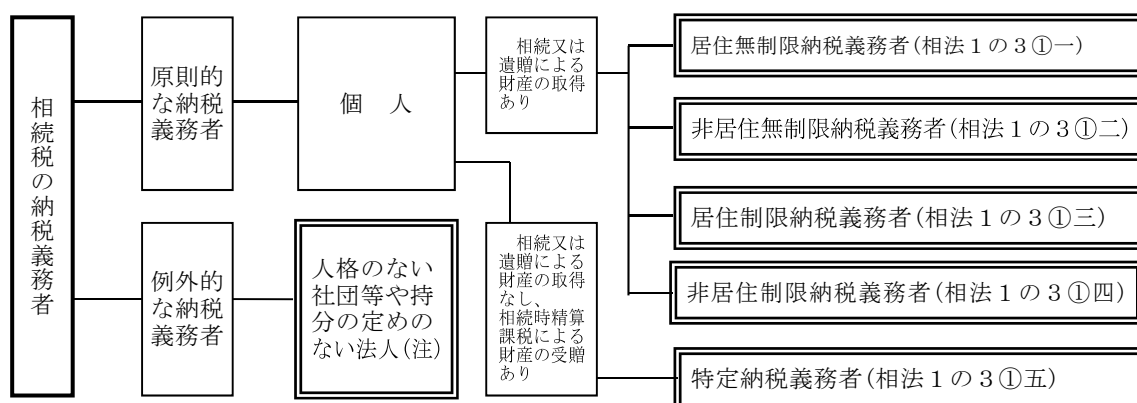 相続税の納税義務者
原則的
な納税
義務者
個　人
相続又は
遺贈による
財産の取得
あり
居住無制限納税義務者(相法１の３①一)
非居住無制限納税義務者(相法１の３①二)
居住制限納税義務者(相法１の３①三)
非居住制限納税義務者(相法１の３①四)
例外的
な納税
義務者
人格のない
社団等や持
分の定めの
ない法人(注)
相続又は
遺贈による
財産の取得
なし、
相続時精算
課税による
財産の受贈
あり
特定納税義務者(相法１の３①五)